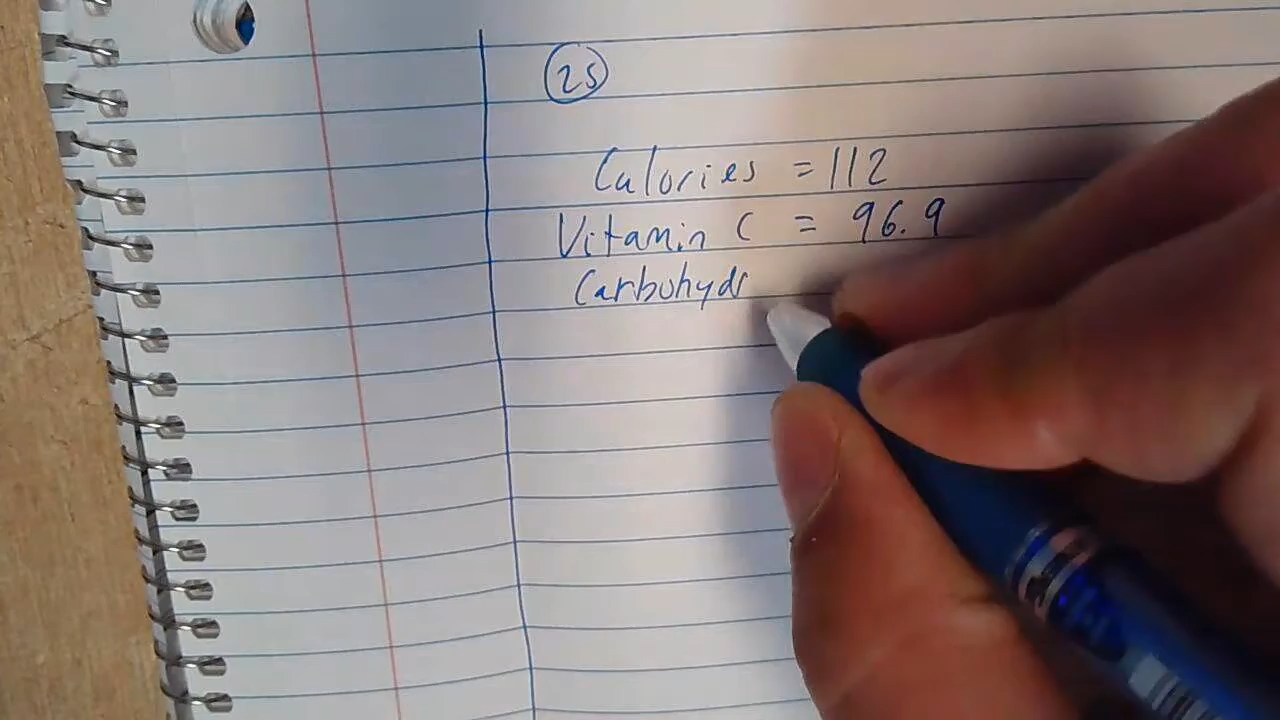 25
Calories = 112
Vitamin C = 96.9
Carbohydr